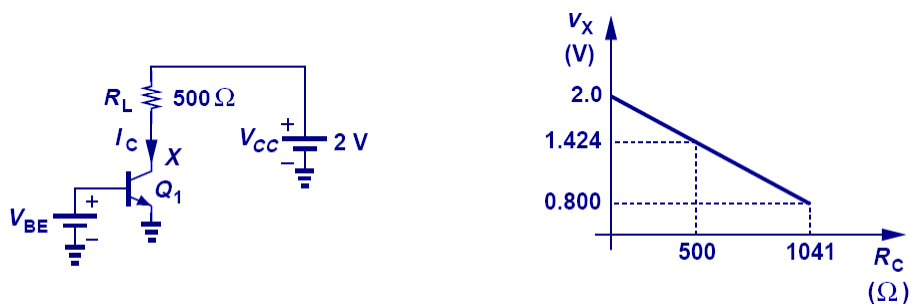 R_L
500 Ω
I_C
X
V_CC
+
−
2 V
Q_1
V_BE
+
−
V_X
(V)
2.0
1.424
0.800
500
1041
R_C
(Ω)